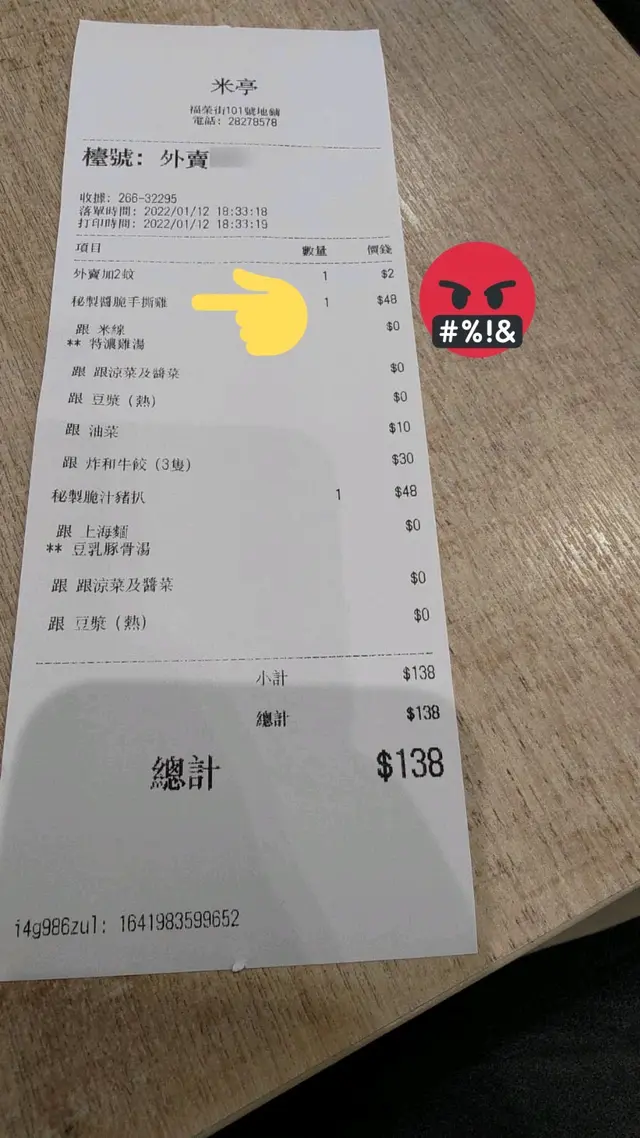 米亭
福榮街101號地鋪
電話: 28278578
檯號: 外賣
收據: 266-32295
落單時間: 2022/01/12 18:33:18
打印時間: 2022/01/12 18:33:19
項目 數量 價錢
外賣加2蚊 1 $2
秘製醬脆手撕雞 1 $48
跟 米線 $0
** 特濃雞湯
跟 跟涼菜及醬菜 $0
跟 豆漿 (熱) $0
跟 油菜 $10
跟 炸和牛餃 (3隻) $30
秘製脆汁豬扒 1 $48
跟 上海麵 $0
** 豆乳豚骨湯
跟 跟涼菜及醬菜 $0
跟 豆漿 (熱) $0
小計 $138
總計 $138
總計 $138
i4g986zul: 1641983599652
#%!&